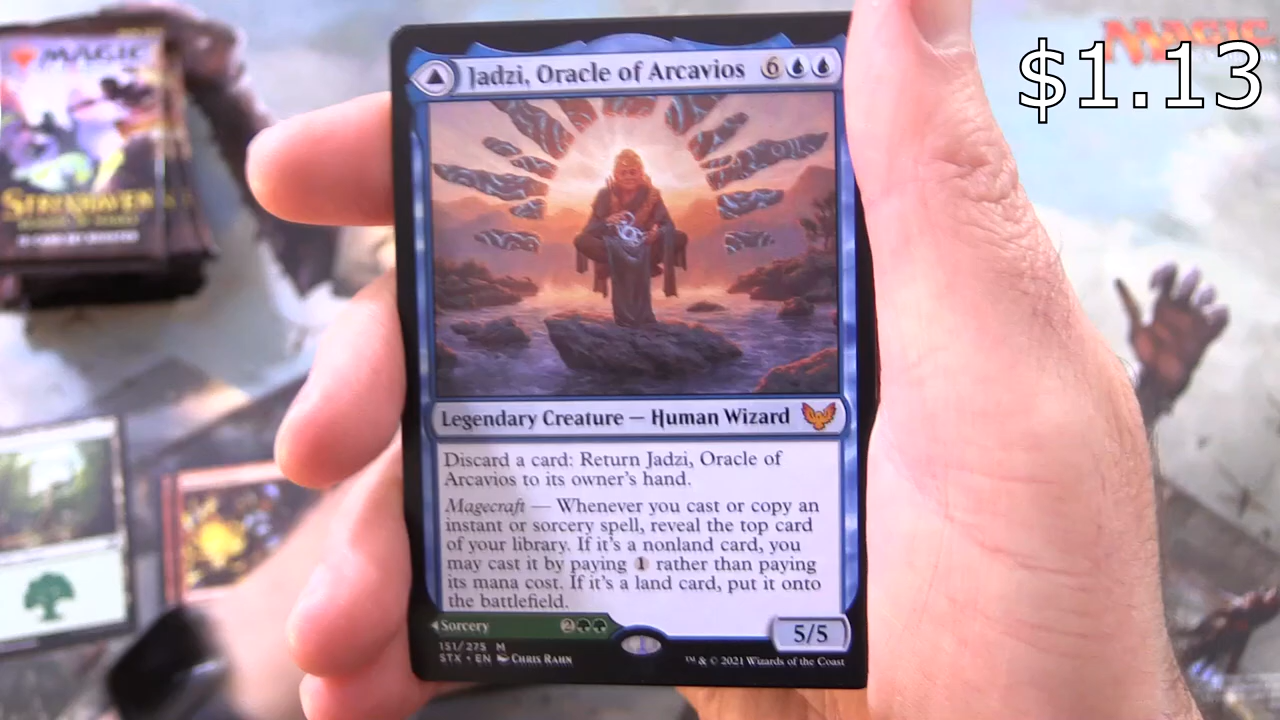 MAGIC
$1.13
MAGIC
STRIXHAVEN
Jadzi, Oracle of Arcavios 6
Legendary Creature — Human Wizard
Discard a card: Return Jadzi, Oracle of
Arcavios to its owner's hand.
Magecraft — Whenever you cast or copy an
instant or sorcery spell, reveal the top card
of your library. If it's a nonland card, you
may cast it by paying 1 rather than paying
its mana cost. If it's a land card, put it onto
the battlefield.
Sorcery 2
5/5
151/275 M
STX • EN Chris Rahn
™ & © 2021 Wizards of the Coast